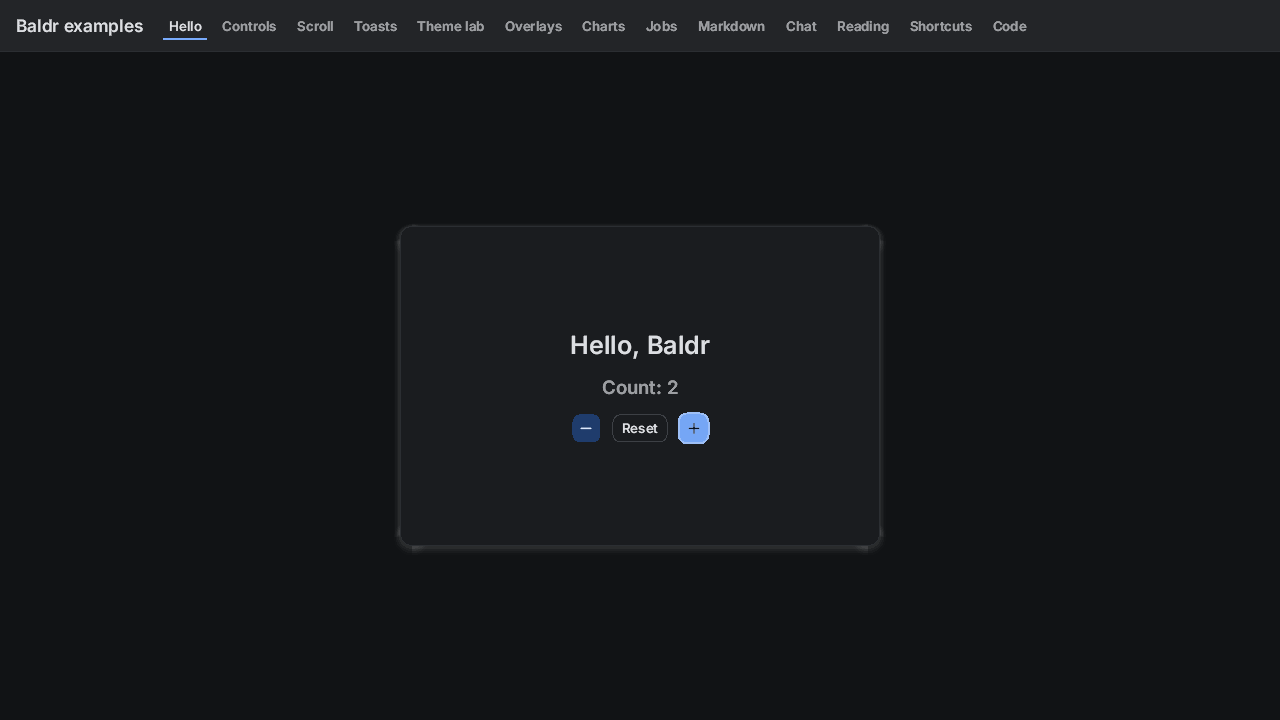 Baldr examples Hello Controls Scroll Toasts Theme lab Overlays Charts Jobs Markdown Chat Reading Shortcuts Code
Hello, Baldr
Count: 2
− Reset +